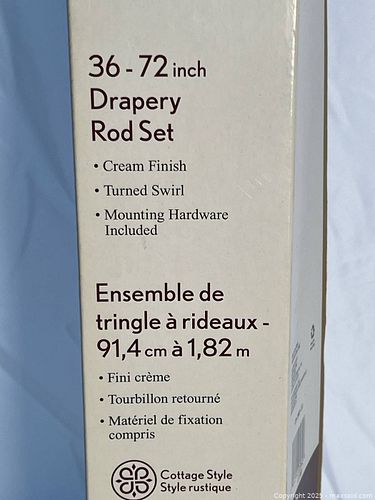 36 - 72 inch
Drapery
Rod Set
• Cream Finish
• Turned Swirl
• Mounting Hardware
Included
Ensemble de
tringle à rideaux -
91,4 cm à 1,82 m
• Fini crème
• Tourbillon retourné
• Matériel de fixation
compris
Cottage Style
Style rustique
Copyright 2025 • maxsold.com